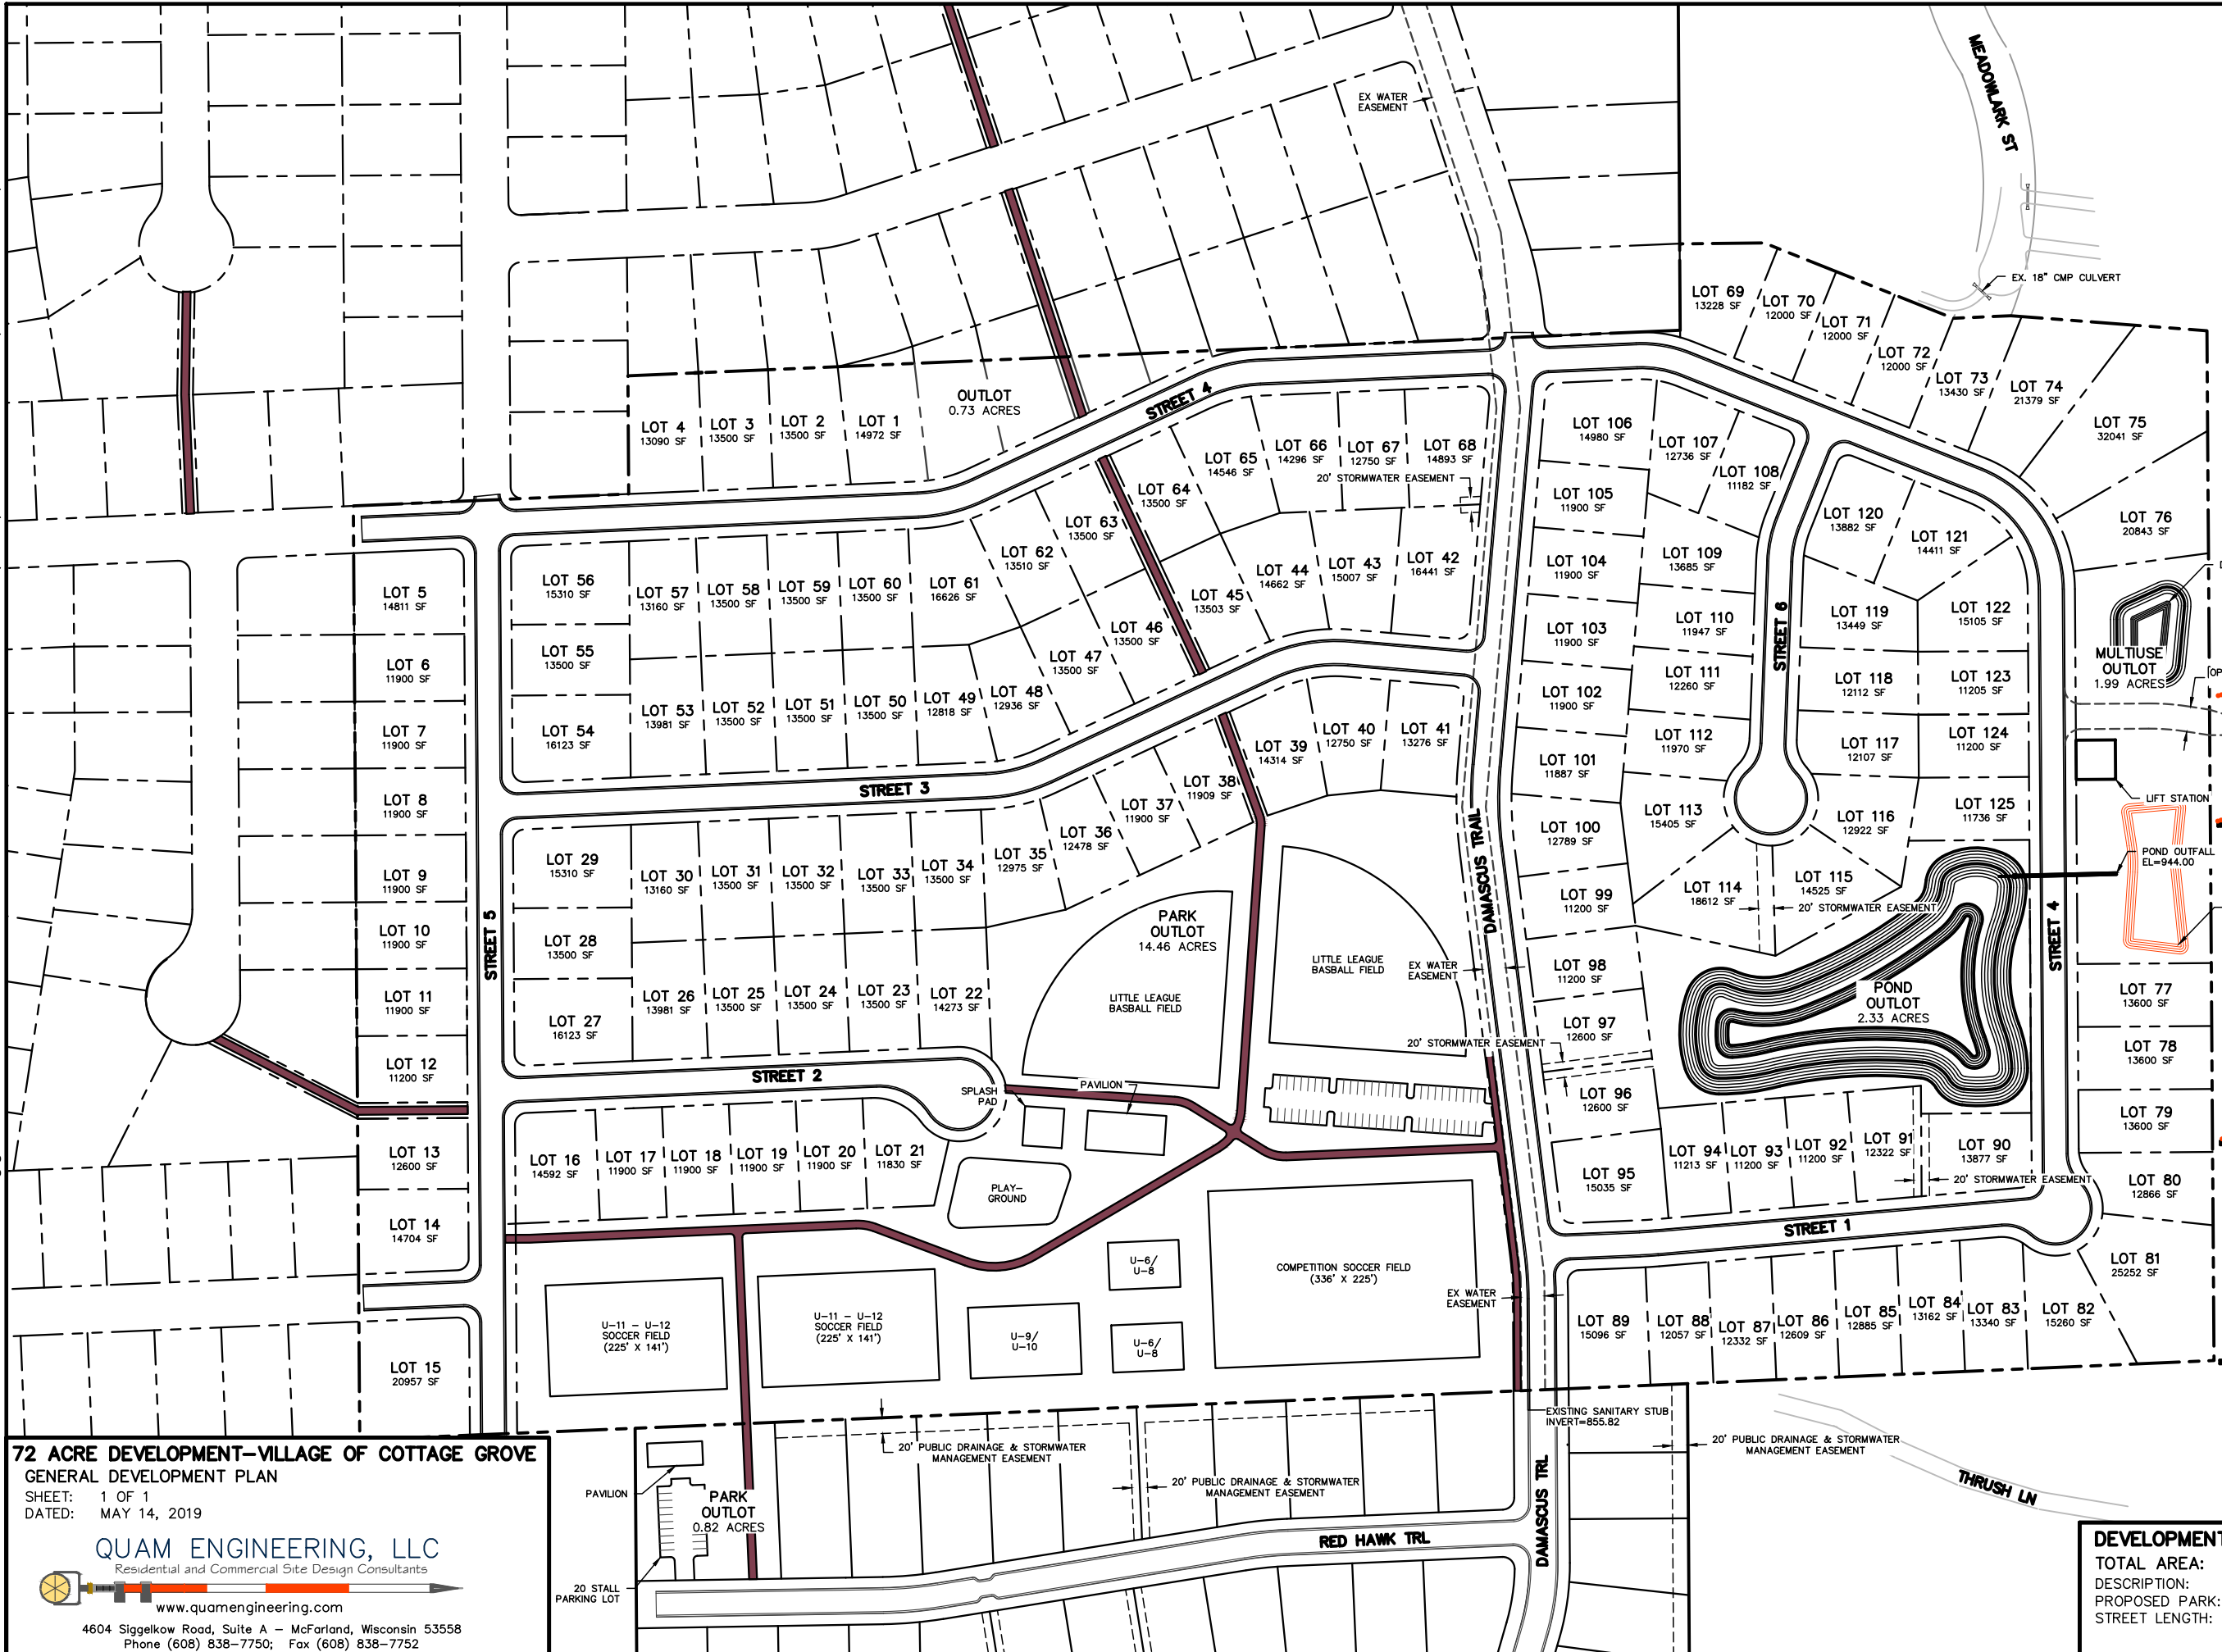 MEADOWLARK ST
EX WATER
EASEMENT
EX. 18" CMP CULVERT
LOT 69
13228 SF
LOT 70
12000 SF
LOT 71
12000 SF
LOT 72
12000 SF
LOT 73
13430 SF
LOT 74
21379 SF
LOT 75
32041 SF
LOT 76
20843 SF
OUTLOT
0.73 ACRES
STREET 4
LOT 4
13090 SF
LOT 3
13500 SF
LOT 2
13500 SF
LOT 1
14972 SF
LOT 65
14546 SF
LOT 66
14296 SF
LOT 67
12750 SF
LOT 68
14893 SF
20' STORMWATER EASEMENT
LOT 64
13500 SF
LOT 63
13500 SF
LOT 62
13510 SF
LOT 106
14980 SF
LOT 107
12736 SF
LOT 108
11182 SF
LOT 105
11900 SF
LOT 120
13882 SF
LOT 121
14411 SF
LOT 5
14811 SF
LOT 56
15310 SF
LOT 57
13160 SF
LOT 58
13500 SF
LOT 59
13500 SF
LOT 60
13500 SF
LOT 61
16626 SF
LOT 45
13503 SF
LOT 44
14662 SF
LOT 43
15007 SF
LOT 42
16441 SF
LOT 104
11900 SF
LOT 109
13685 SF
LOT 119
13449 SF
LOT 122
15105 SF
LOT 6
11900 SF
LOT 55
13500 SF
LOT 46
13500 SF
LOT 47
13500 SF
LOT 48
12936 SF
LOT 103
11900 SF
LOT 110
11947 SF
STREET 6
MULTIUSE
OUTLOT
1.99 ACRES
LOT 7
11900 SF
LOT 54
16123 SF
LOT 53
13981 SF
LOT 52
13500 SF
LOT 51
13500 SF
LOT 50
13500 SF
LOT 49
12818 SF
LOT 102
11900 SF
LOT 111
12260 SF
LOT 118
12112 SF
LOT 123
11205 SF
LOT 39
14314 SF
LOT 40
12750 SF
LOT 41
13276 SF
LOT 101
11887 SF
LOT 112
11970 SF
LOT 117
12107 SF
LOT 124
11200 SF
STREET 3
LOT 8
11900 SF
LOT 38
11909 SF
LOT 37
11900 SF
LOT 36
12478 SF
LOT 35
12975 SF
DAMASCUS TRAIL
LOT 100
12789 SF
LOT 113
15405 SF
LOT 116
12922 SF
LOT 125
11736 SF
LIFT STATION
POND OUTFALL
EL=944.00
LOT 9
11900 SF
LOT 29
15310 SF
LOT 30
13160 SF
LOT 31
13500 SF
LOT 32
13500 SF
LOT 33
13500 SF
LOT 34
13500 SF
LOT 99
11200 SF
LOT 114
18612 SF
LOT 115
14525 SF
20' STORMWATER EASEMENT
STREET 4
LOT 10
11900 SF
STREET 5
LOT 28
13500 SF
PARK
OUTLOT
14.46 ACRES
LITTLE LEAGUE
BASBALL FIELD
LITTLE LEAGUE
BASBALL FIELD
EX WATER
EASEMENT
LOT 98
11200 SF
POND
OUTLOT
2.33 ACRES
LOT 77
13600 SF
LOT 11
11900 SF
LOT 27
16123 SF
LOT 26
13981 SF
LOT 25
13500 SF
LOT 24
13500 SF
LOT 23
13500 SF
LOT 22
14273 SF
20' STORMWATER EASEMENT
LOT 97
12600 SF
LOT 78
13600 SF
LOT 12
11200 SF
STREET 2
SPLASH
PAD
PAVILION
LOT 96
12600 SF
LOT 79
13600 SF
LOT 13
12600 SF
LOT 16
14592 SF
LOT 17
11900 SF
LOT 18
11900 SF
LOT 19
11900 SF
LOT 20
11900 SF
LOT 21
11830 SF
PLAY-
GROUND
LOT 95
15035 SF
LOT 94
11213 SF
LOT 93
11200 SF
LOT 92
11200 SF
LOT 91
12322 SF
LOT 90
13877 SF
20' STORMWATER EASEMENT
LOT 80
12866 SF
LOT 14
14704 SF
STREET 1
U-6/
U-8
COMPETITION SOCCER FIELD
(336' X 225')
EX WATER
EASEMENT
LOT 81
25252 SF
U-11 - U-12
SOCCER FIELD
(225' X 141')
U-11 - U-12
SOCCER FIELD
(225' X 141')
U-9/
U-10
U-6/
U-8
LOT 89
15096 SF
LOT 88
12057 SF
LOT 87
12332 SF
LOT 86
12609 SF
LOT 85
12885 SF
LOT 84
13162 SF
LOT 83
13340 SF
LOT 82
15260 SF
LOT 15
20957 SF
EXISTING SANITARY STUB
INVERT=855.82
20' PUBLIC DRAINAGE & STORMWATER
MANAGEMENT EASEMENT
20' PUBLIC DRAINAGE & STORMWATER
MANAGEMENT EASEMENT
20' PUBLIC DRAINAGE & STORMWATER
MANAGEMENT EASEMENT
THRUSH LN
PAVILION
PARK
OUTLOT
0.82 ACRES
20 STALL
PARKING LOT
RED HAWK TRL
DAMASCUS TRL
72 ACRE DEVELOPMENT-VILLAGE OF COTTAGE GROVE
GENERAL DEVELOPMENT PLAN
SHEET: 1 OF 1
DATED: MAY 14, 2019
QUAM ENGINEERING, LLC
Residential and Commercial Site Design Consultants
www.quamengineering.com
4604 Siggelkow Road, Suite A - McFarland, Wisconsin 53558
Phone (608) 838-7750; Fax (608) 838-7752
DEVELOPMENT
TOTAL AREA:
DESCRIPTION:
PROPOSED PARK:
STREET LENGTH: